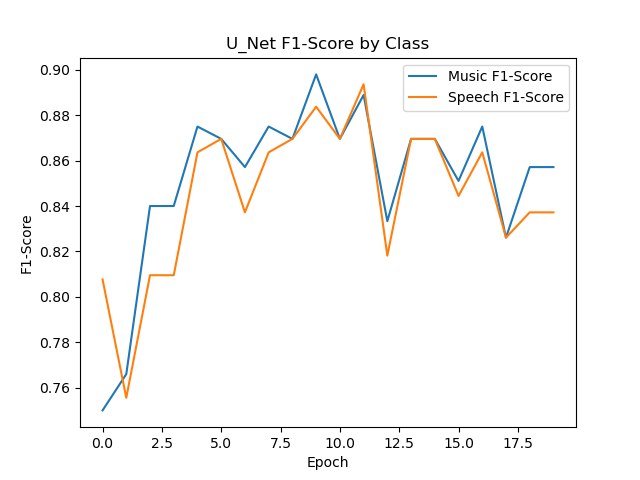 U_Net F1-Score by Class
Music F1-Score
Speech F1-Score
0.90
0.88
0.86
0.84
0.82
0.80
0.78
0.76
F1-Score
0.0 2.5 5.0 7.5 10.0 12.5 15.0 17.5
Epoch